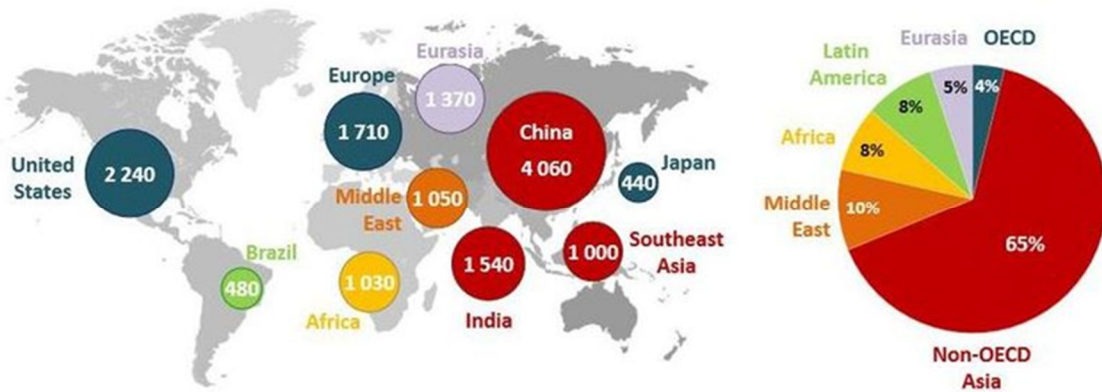 Eurasia
1 370
Europe
1 710
China
4 060
United
States
2 240
Japan
440
Middle
East
1 050
Southeast
Asia
1 000
Brazil
480
Africa
1 030
India
1 540
Latin
America
8%
Eurasia
5%
OECD
4%
Africa
8%
Middle
East
10%
65%
Non-OECD
Asia